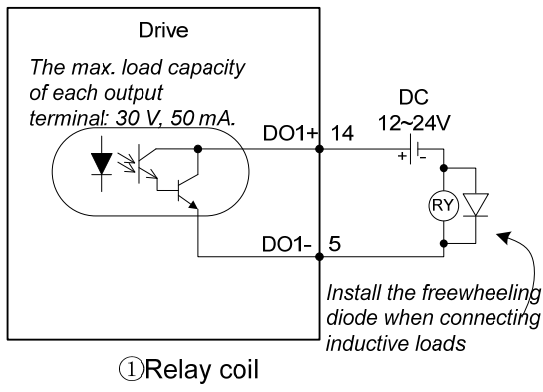 Drive
The max. load capacity
of each output
terminal: 30 V, 50 mA.
DC
12~24V
DO1+ 14
+ -
RY
DO1- 5
Install the freewheeling
diode when connecting
inductive loads
①Relay coil